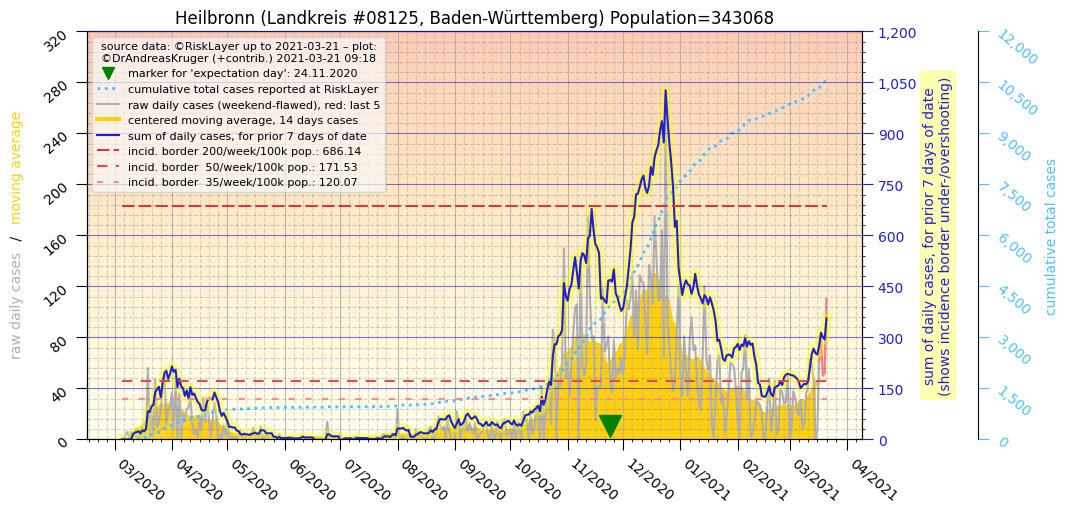 Heilbronn (Landkreis #08125, Baden-Württemberg) Population=343068
source data: ©RiskLayer up to 2021-03-21 – plot:
©DrAndreasKruger (+contrib.) 2021-03-21 09:18
marker for 'expectation day': 24.11.2020
cumulative total cases reported at RiskLayer
raw daily cases (weekend-flawed), red: last 5
centered moving average, 14 days cases
sum of daily cases, for prior 7 days of date
incid. border 200/week/100k pop.: 686.14
incid. border  50/week/100k pop.: 171.53
incid. border  35/week/100k pop.: 120.07
raw daily cases / moving average
320
280
240
200
160
120
80
40
0
03/2020
04/2020
05/2020
06/2020
07/2020
08/2020
09/2020
10/2020
11/2020
12/2020
01/2021
02/2021
03/2021
04/2021
1,200
1,050
900
750
600
450
300
150
0
sum of daily cases, for prior 7 days of date
(shows incidence border under-/overshooting)
12,000
10,500
9,000
7,500
6,000
4,500
3,000
1,500
0
cumulative total cases